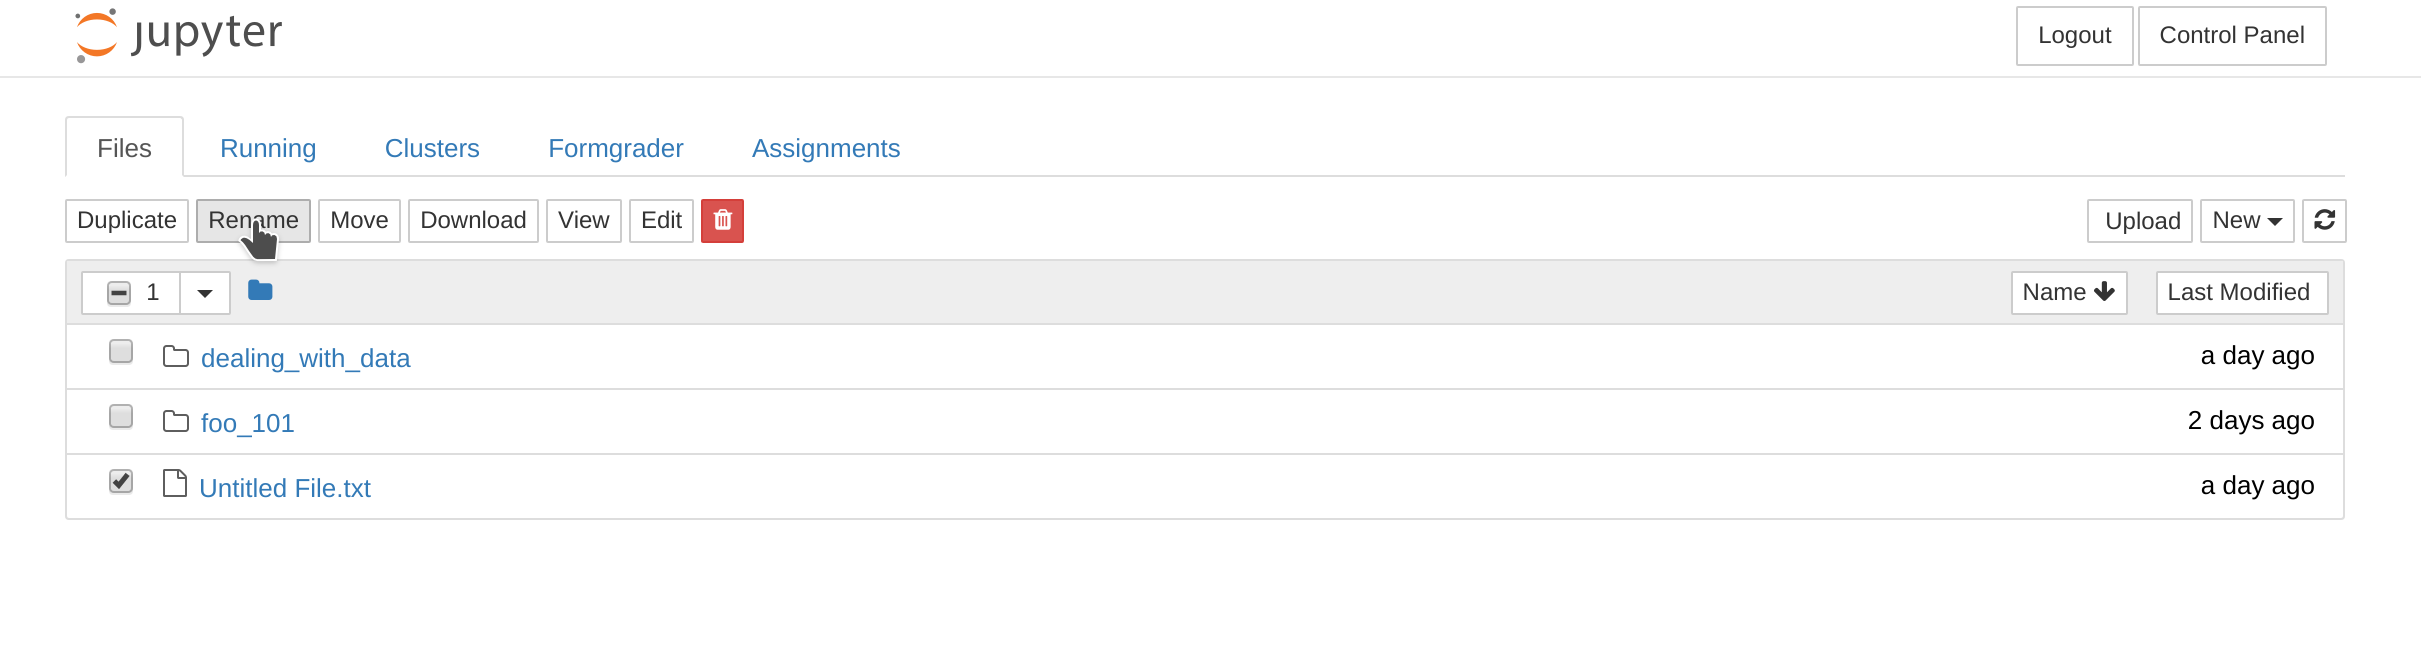 jupyter Logout Control Panel
Files Running Clusters Formgrader Assignments
Duplicate Rename Move Download View Edit Upload New
1 Name Last Modified
dealing_with_data a day ago
foo_101 2 days ago
Untitled File.txt a day ago